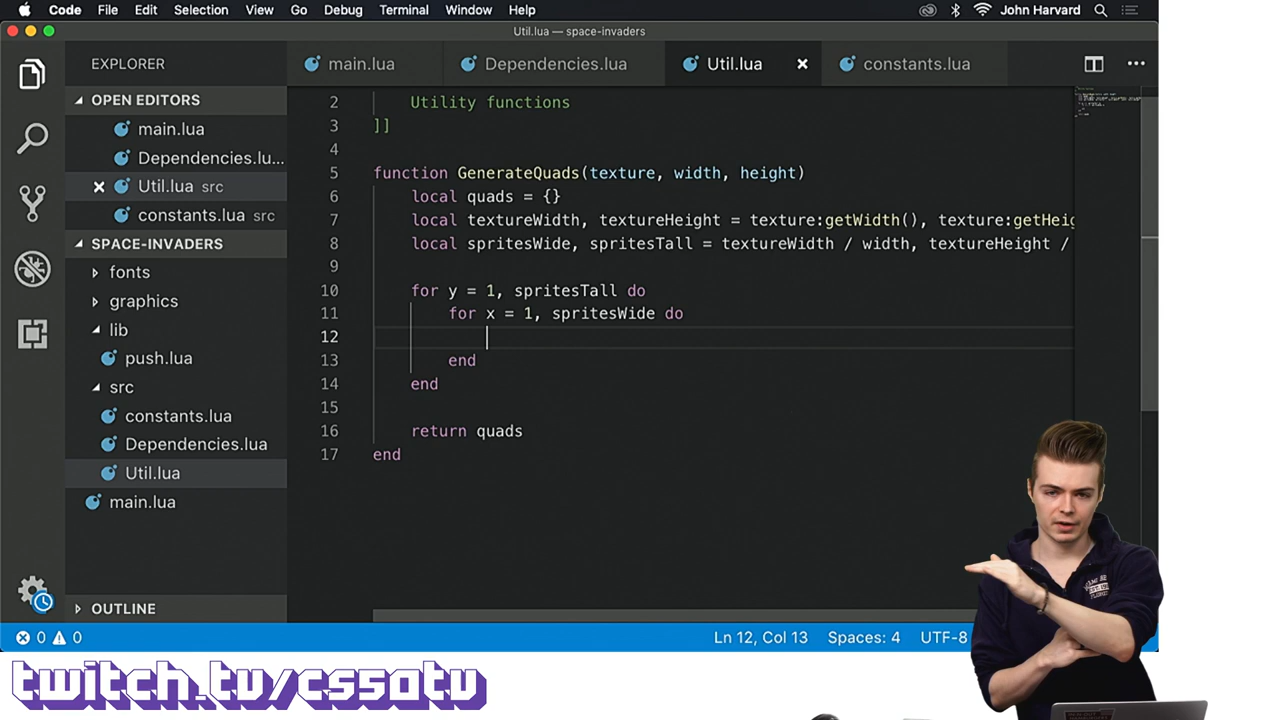 Code File Edit Selection View Go Debug Terminal Window Help John Harvard
Util.lua — space-invaders
EXPLORER
OPEN EDITORS
main.lua
Dependencies.lu...
Util.lua src
constants.lua src
SPACE-INVADERS
fonts
graphics
lib
push.lua
src
constants.lua
Dependencies.lua
Util.lua
main.lua
OUTLINE
main.lua Dependencies.lua Util.lua constants.lua
2 Utility functions
3 ]]
4
5 function GenerateQuads(texture, width, height)
6 local quads = {}
7 local textureWidth, textureHeight = texture:getWidth(), texture:getHeig
8 local spritesWide, spritesTall = textureWidth / width, textureHeight /
9
10 for y = 1, spritesTall do
11 for x = 1, spritesWide do
12
13 end
14 end
15
16 return quads
17 end
0 0 Ln 12, Col 13 Spaces: 4 UTF-8
twitch.tv/cs50tv